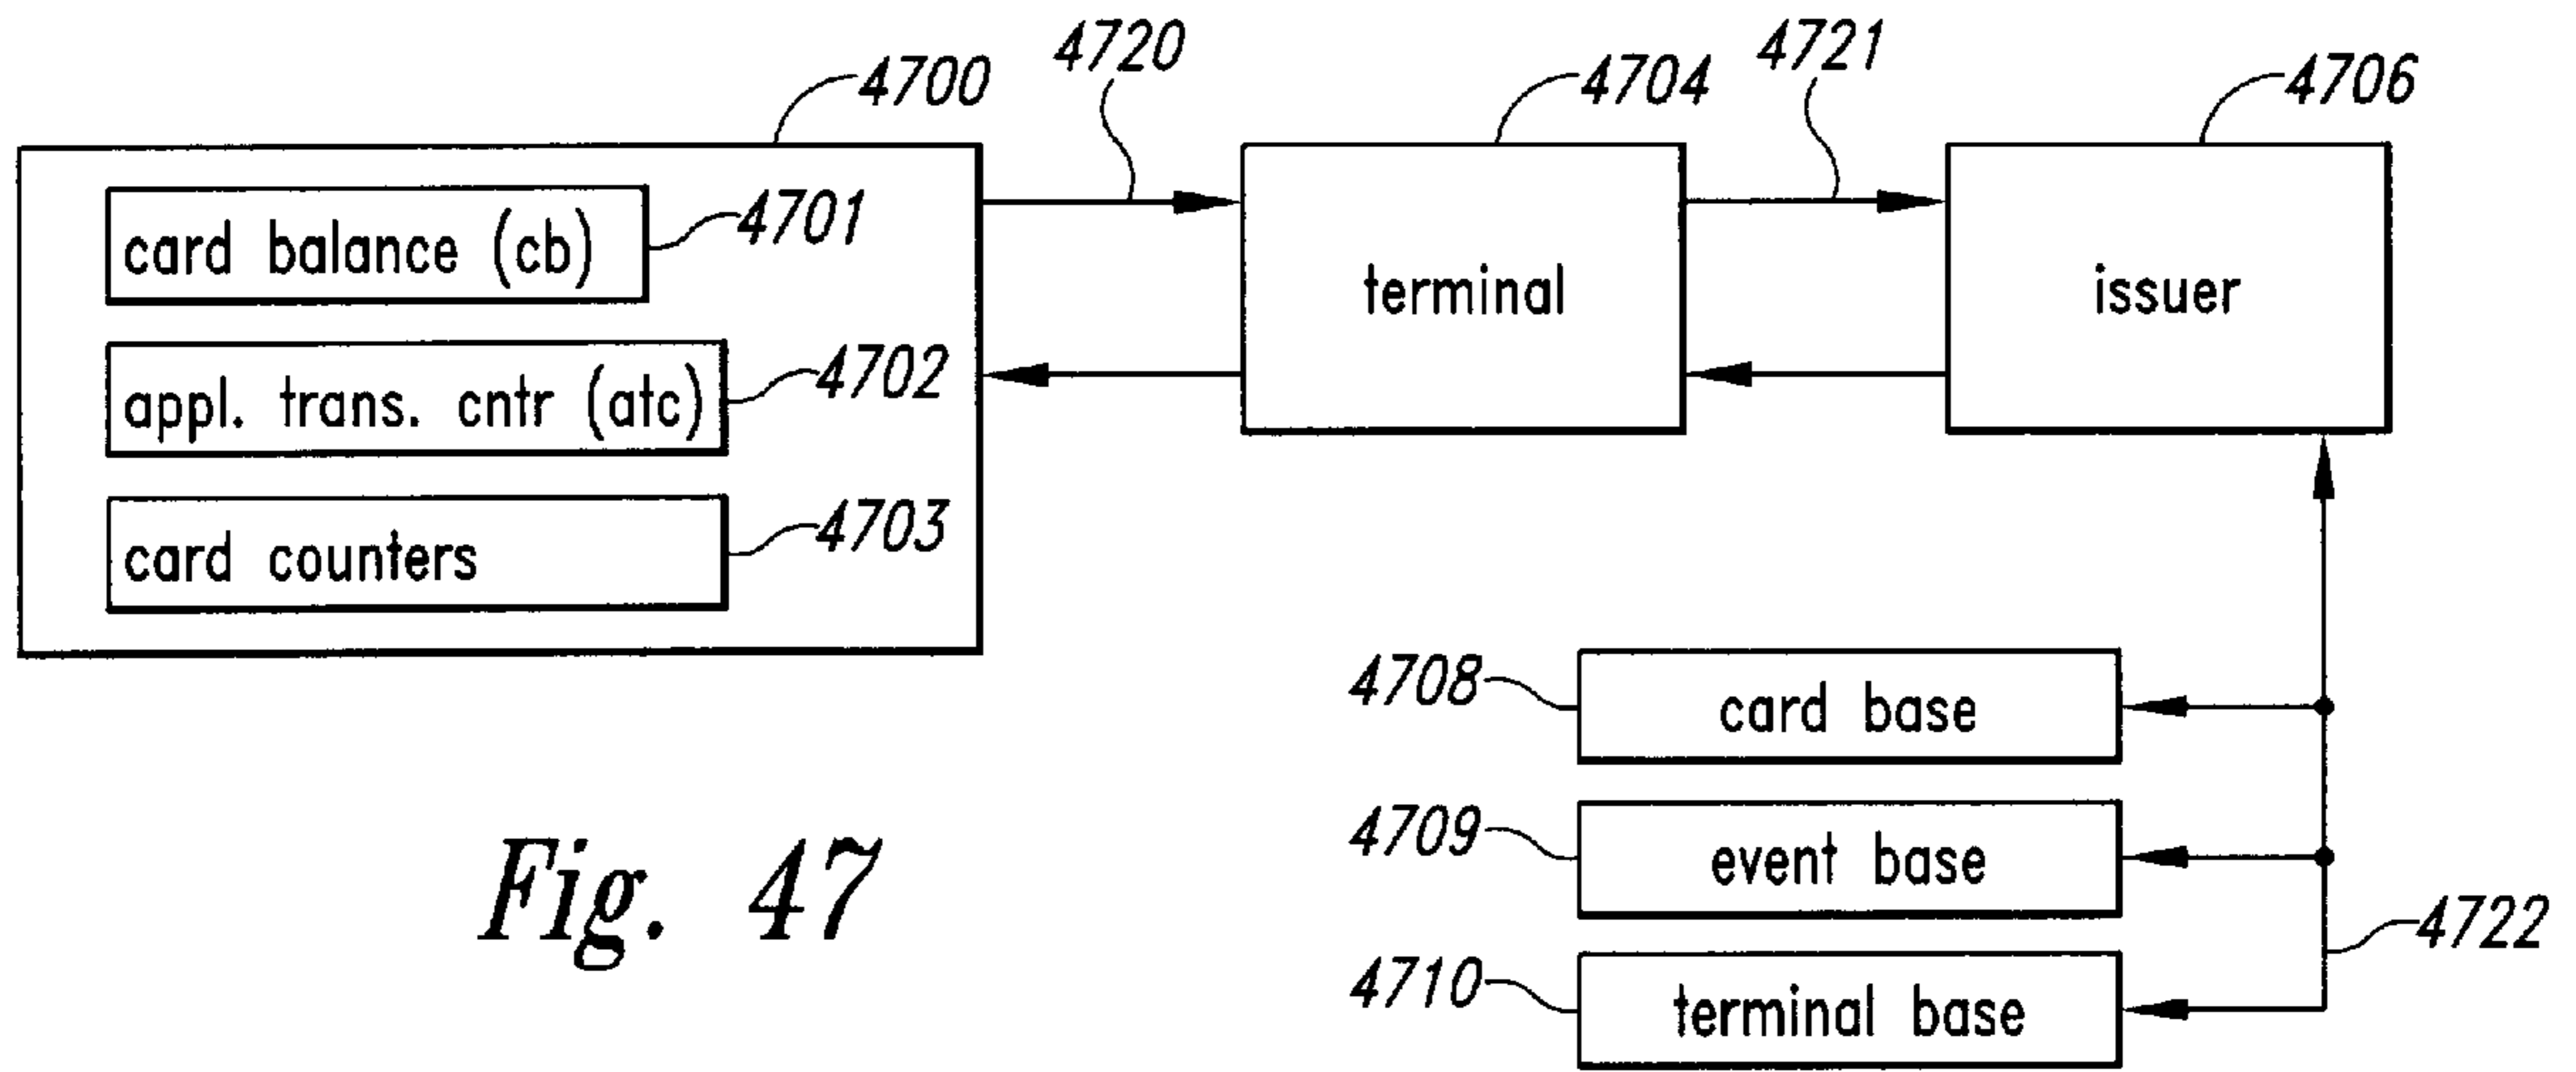 4720
4721
4700
4704
4706
card balance (cb)
4701
terminal
issuer
appl. trans. cntr (atc)
4702
card counters
4703
4708
card base
4709
event base
4722
4710
terminal base
Fig. 47